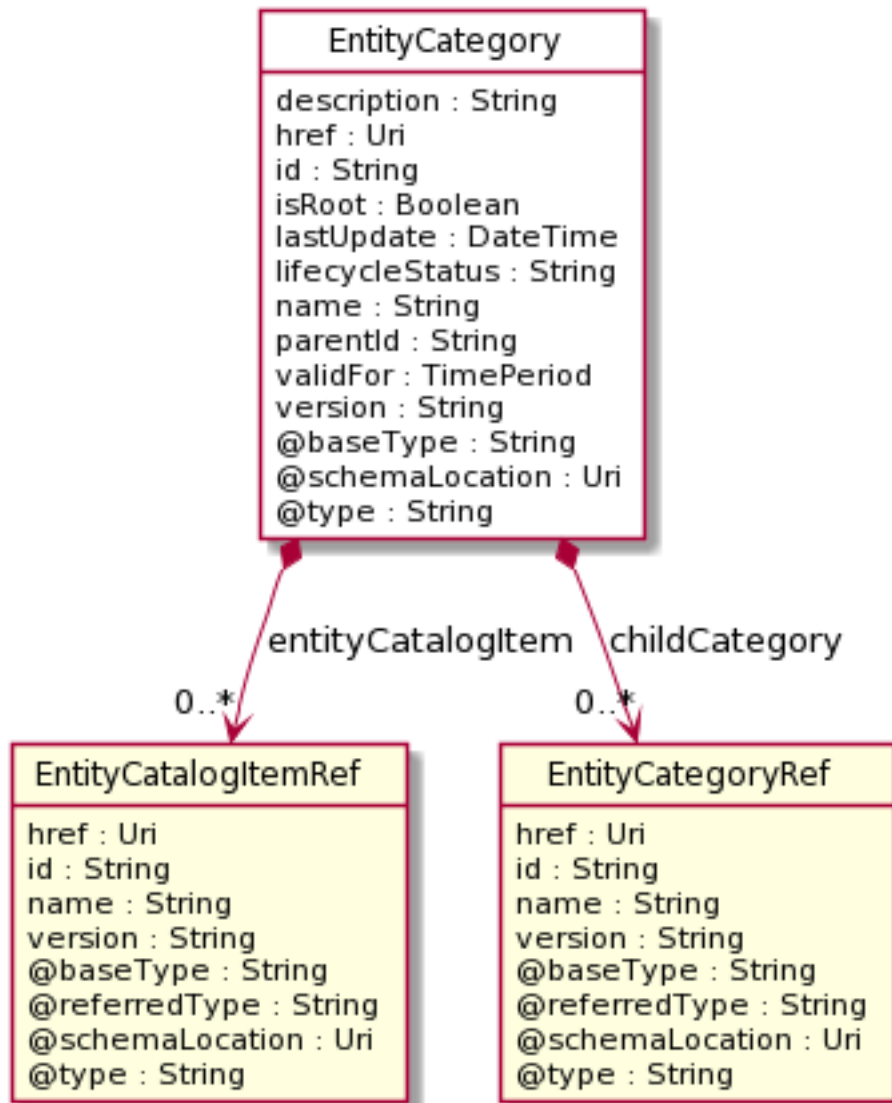 EntityCategory
description : String
href : Uri
id : String
isRoot : Boolean
lastUpdate : DateTime
lifecycleStatus : String
name : String
parentId : String
validFor : TimePeriod
version : String
@baseType : String
@schemaLocation : Uri
@type : String
entityCatalogItem
childCategory
0..*
0..*
EntityCatalogItemRef
href : Uri
id : String
name : String
version : String
@baseType : String
@referredType : String
@schemaLocation : Uri
@type : String
EntityCategoryRef
href : Uri
id : String
name : String
version : String
@baseType : String
@referredType : String
@schemaLocation : Uri
@type : String